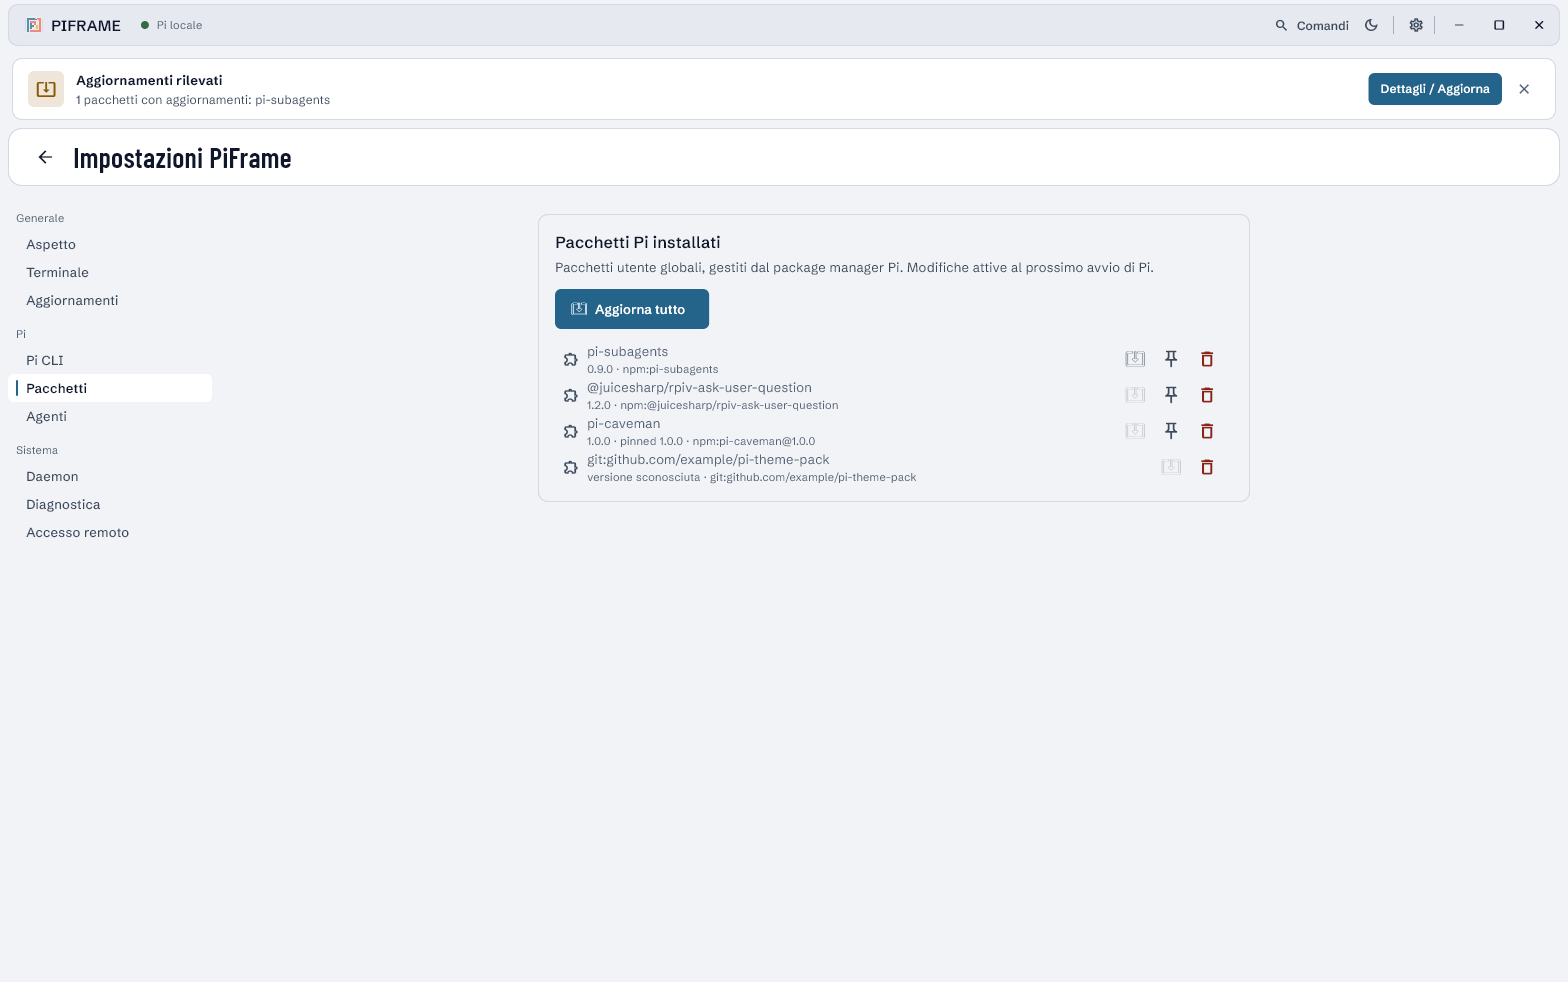 PIFRAME
Pi locale
Comandi
Aggiornamenti rilevati
1 pacchetti con aggiornamenti: pi-subagents
Dettagli / Aggiorna
Impostazioni PiFrame
Generale
Aspetto
Terminale
Aggiornamenti
Pi
Pi CLI
Pacchetti
Agenti
Sistema
Daemon
Diagnostica
Accesso remoto
Pacchetti Pi installati
Pacchetti utente globali, gestiti dal package manager Pi. Modifiche attive al prossimo avvio di Pi.
Aggiorna tutto
pi-subagents
0.9.0 · npm:pi-subagents
@juicesharp/rpiv-ask-user-question
1.2.0 · npm:@juicesharp/rpiv-ask-user-question
pi-caveman
1.0.0 · pinned 1.0.0 · npm:pi-caveman@1.0.0
git:github.com/example/pi-theme-pack
versione sconosciuta · git:github.com/example/pi-theme-pack